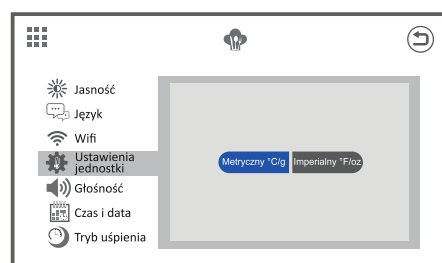 Jasność
Język
Wifi
Ustawienia
jednostki
Metryczny °C/g Imperialny °F/oz
Głośność
Czas i data
Tryb uśpienia